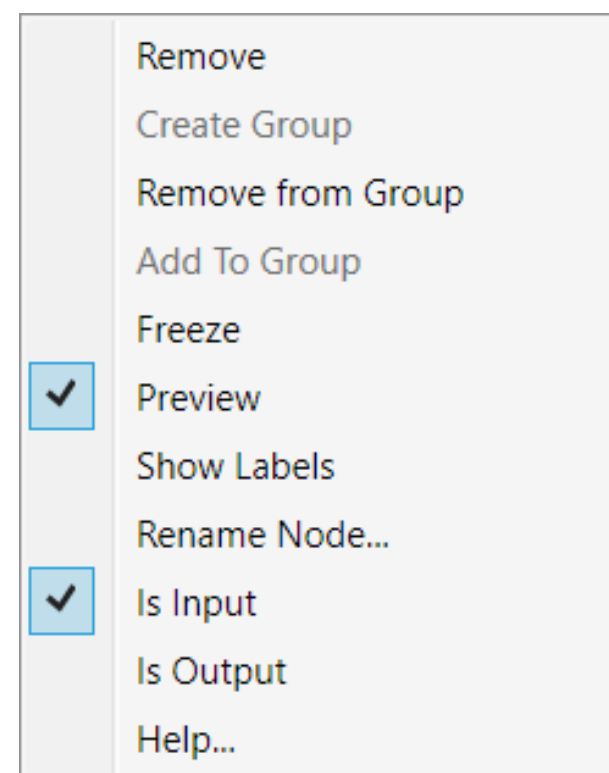 Remove
Create Group
Remove from Group
Add To Group
Freeze
Preview
Show Labels
Rename Node...
Is Input
Is Output
Help...